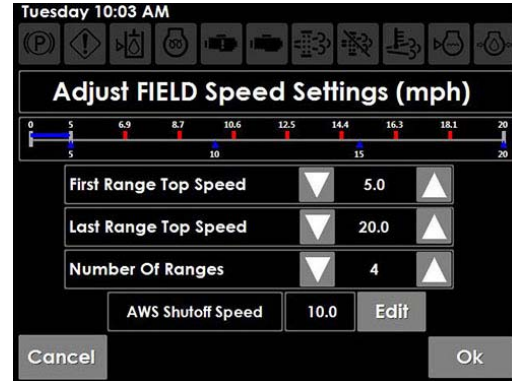 Tuesday 10:03 AM
(P)
Adjust FIELD Speed Settings (mph)
0 5 6.9 8.7 10.6 12.5 14.4 16.3 18.1 20
5 10 15 20
First Range Top Speed 5.0
Last Range Top Speed 20.0
Number Of Ranges 4
AWS Shutoff Speed 10.0 Edit
Cancel Ok